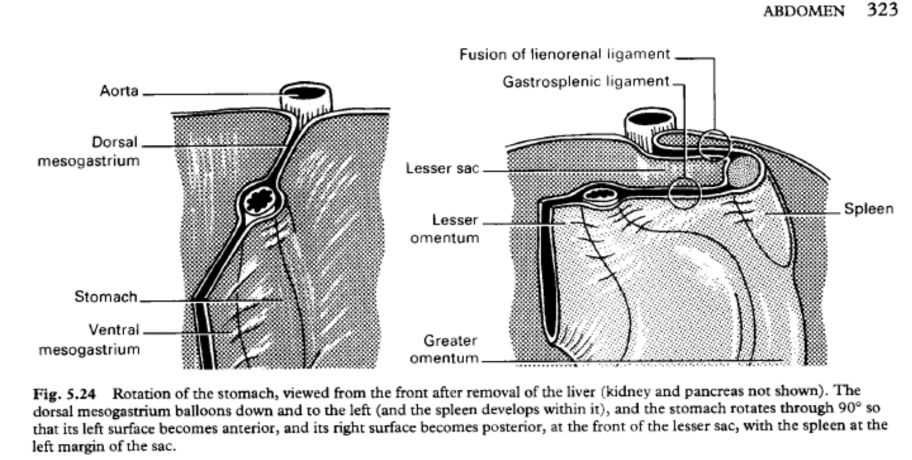 ABDOMEN 323
Aorta
Dorsal
mesogastrium
Stomach
Ventral
mesogastrium
Fusion of lienorenal ligament
Gastrosplenic ligament
Lesser sac
Lesser
omentum
Spleen
Greater
omentum
Fig. 5.24 Rotation of the stomach, viewed from the front after removal of the liver (kidney and pancreas not shown). The
dorsal mesogastrium balloons down and to the left (and the spleen develops within it), and the stomach rotates through 90° so
that its left surface becomes anterior, and its right surface becomes posterior, at the front of the lesser sac, with the spleen at the
left margin of the sac.